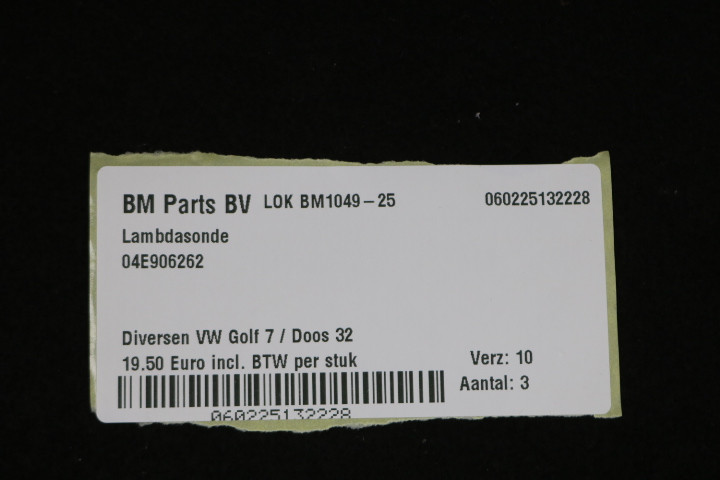 BM Parts BV LOK BM1049-25 060225132228
Lambdasonde
04E906262
Diversen VW Golf 7 / Doos 32
19.50 Euro incl. BTW per stuk Verz: 10
Aantal: 3
060225132228